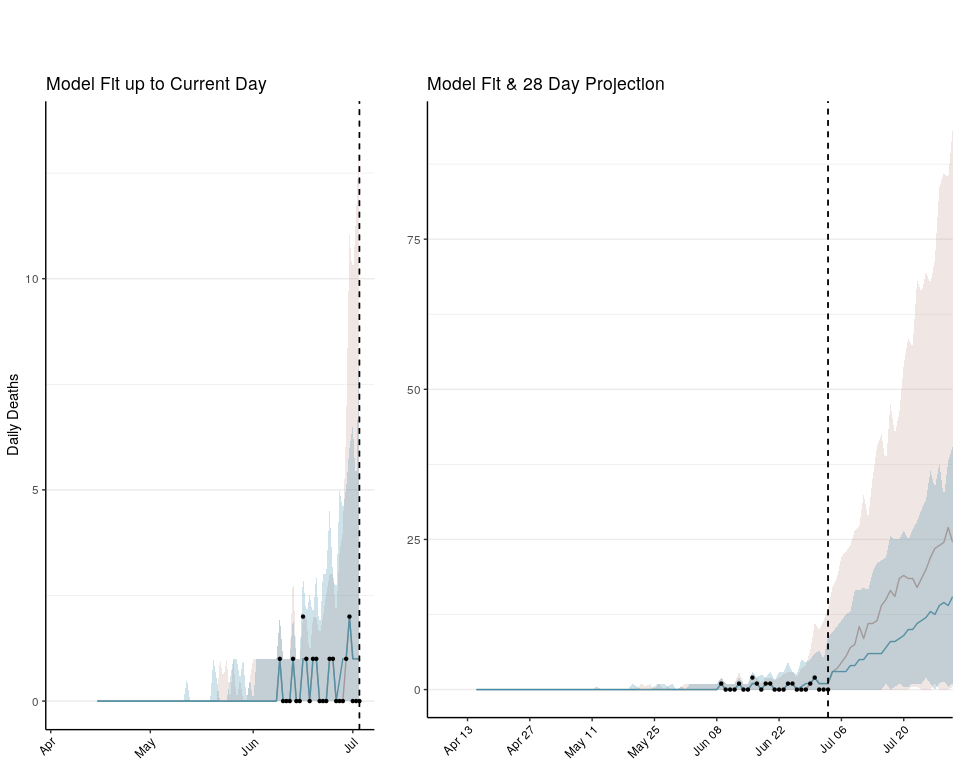 Model Fit up to Current Day
Daily Deaths
10
5
0
Apr
May
Jun
Jul
Model Fit & 28 Day Projection
75
50
25
0
Apr 13
Apr 27
May 11
May 25
Jun 08
Jun 22
Jul 06
Jul 20